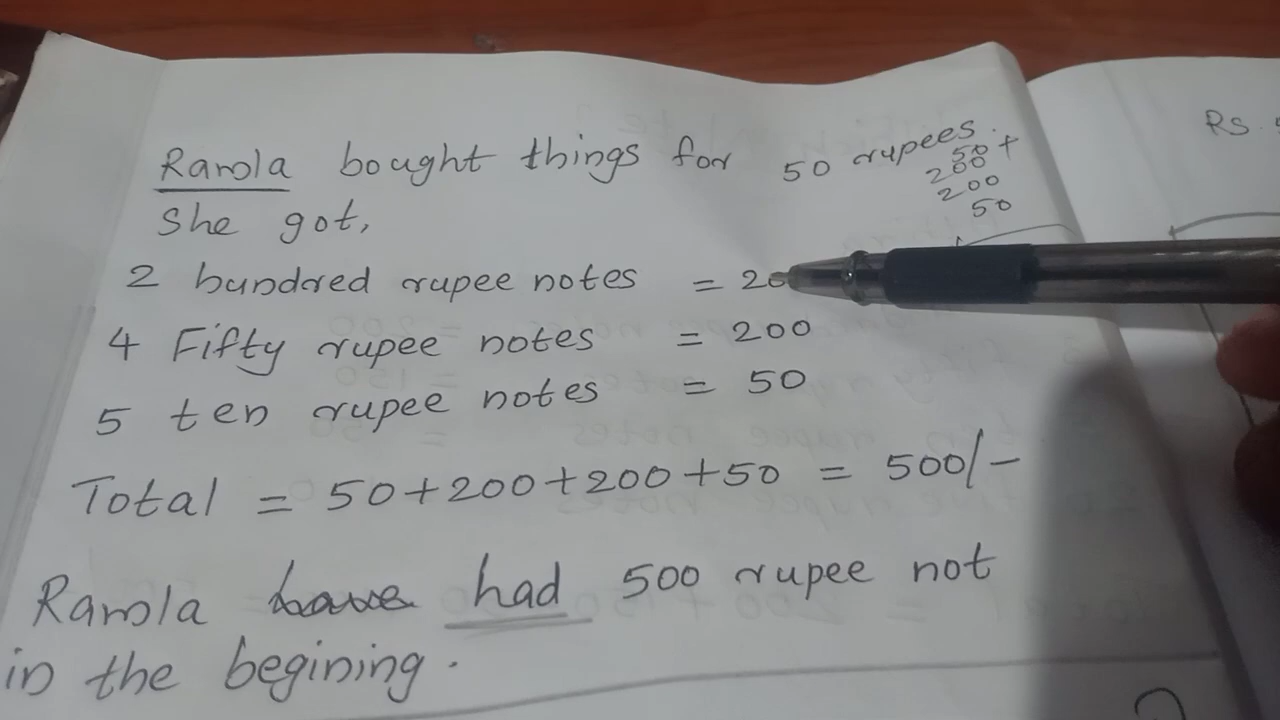 Ramla bought things for 50 rupees.
50 +
200
200
50
She got,
2 hundred rupee notes = 20
4 Fifty rupee notes = 200
5 ten rupee notes = 50
Total = 50+200+200+50 = 500/-
Ramla have had 500 rupee not
in the begining.
Rs.